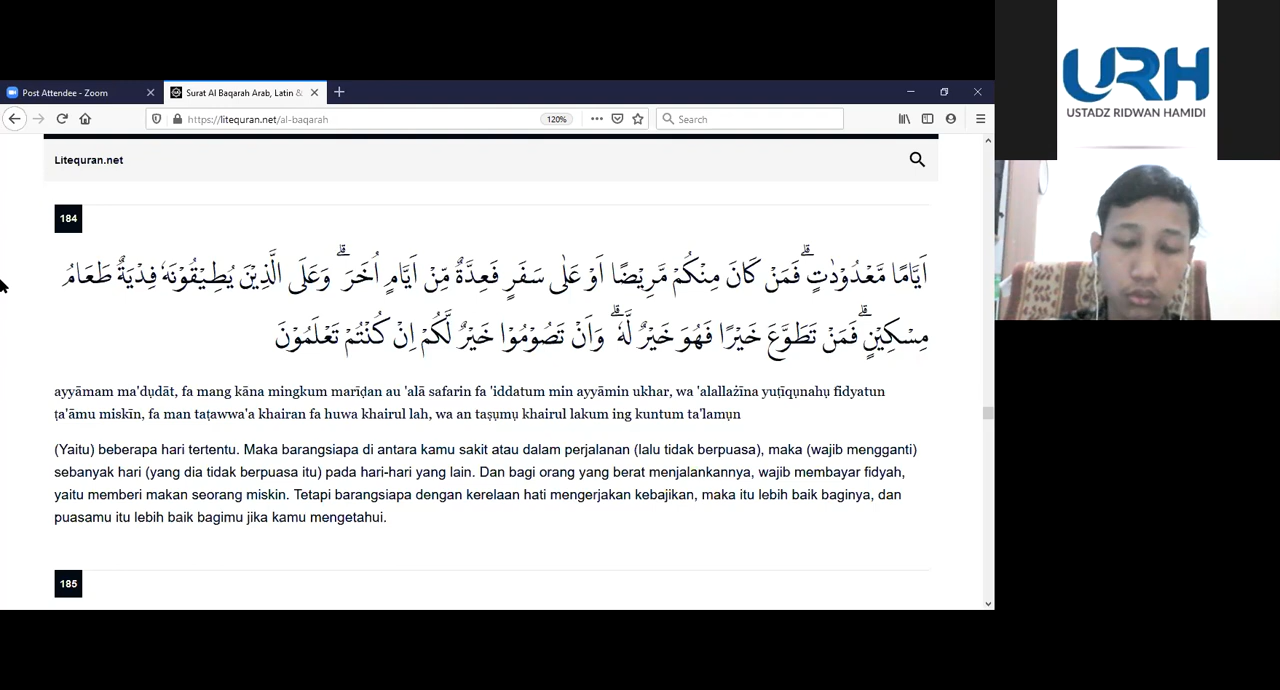 Post Attendee - Zoom
Surat Al Baqarah Arab, Latin &
https://litequran.net/al-baqarah
120%
Search
Litequran.net
184
اَيَّامًا مَّعْدُوْدٰتٍۗ فَمَنْ كَانَ مِنْكُمْ مَّرِيْضًا اَوْ عَلٰى سَفَرٍ فَعِدَّةٌ مِّنْ اَيَّامٍ اُخَرَ ۗ وَعَلَى الَّذِيْنَ يُطِيْقُوْنَهٗ فِدْيَةٌ طَعَامُ
مِسْكِيْنٍۗ فَمَنْ تَطَوَّعَ خَيْرًا فَهُوَ خَيْرٌ لَّهٗ ۗ وَاَنْ تَصُوْمُوْا خَيْرٌ لَّكُمْ اِنْ كُنْتُمْ تَعْلَمُوْنَ
ayyāmam ma'dụdāt, fa mang kāna mingkum marīḍan au 'alā safarin fa 'iddatum min ayyāmin ukhar, wa 'alallażīna yuṭīqụnahụ fidyatun
ṭa'āmu miskīn, fa man taṭawwa'a khairan fa huwa khairul lah, wa an taṣụmụ khairul lakum ing kuntum ta'lamụn
(Yaitu) beberapa hari tertentu. Maka barangsiapa di antara kamu sakit atau dalam perjalanan (lalu tidak berpuasa), maka (wajib mengganti)
sebanyak hari (yang dia tidak berpuasa itu) pada hari-hari yang lain. Dan bagi orang yang berat menjalankannya, wajib membayar fidyah,
yaitu memberi makan seorang miskin. Tetapi barangsiapa dengan kerelaan hati mengerjakan kebajikan, maka itu lebih baik baginya, dan
puasamu itu lebih baik bagimu jika kamu mengetahui.
185
URH
USTADZ RIDWAN HAMIDI